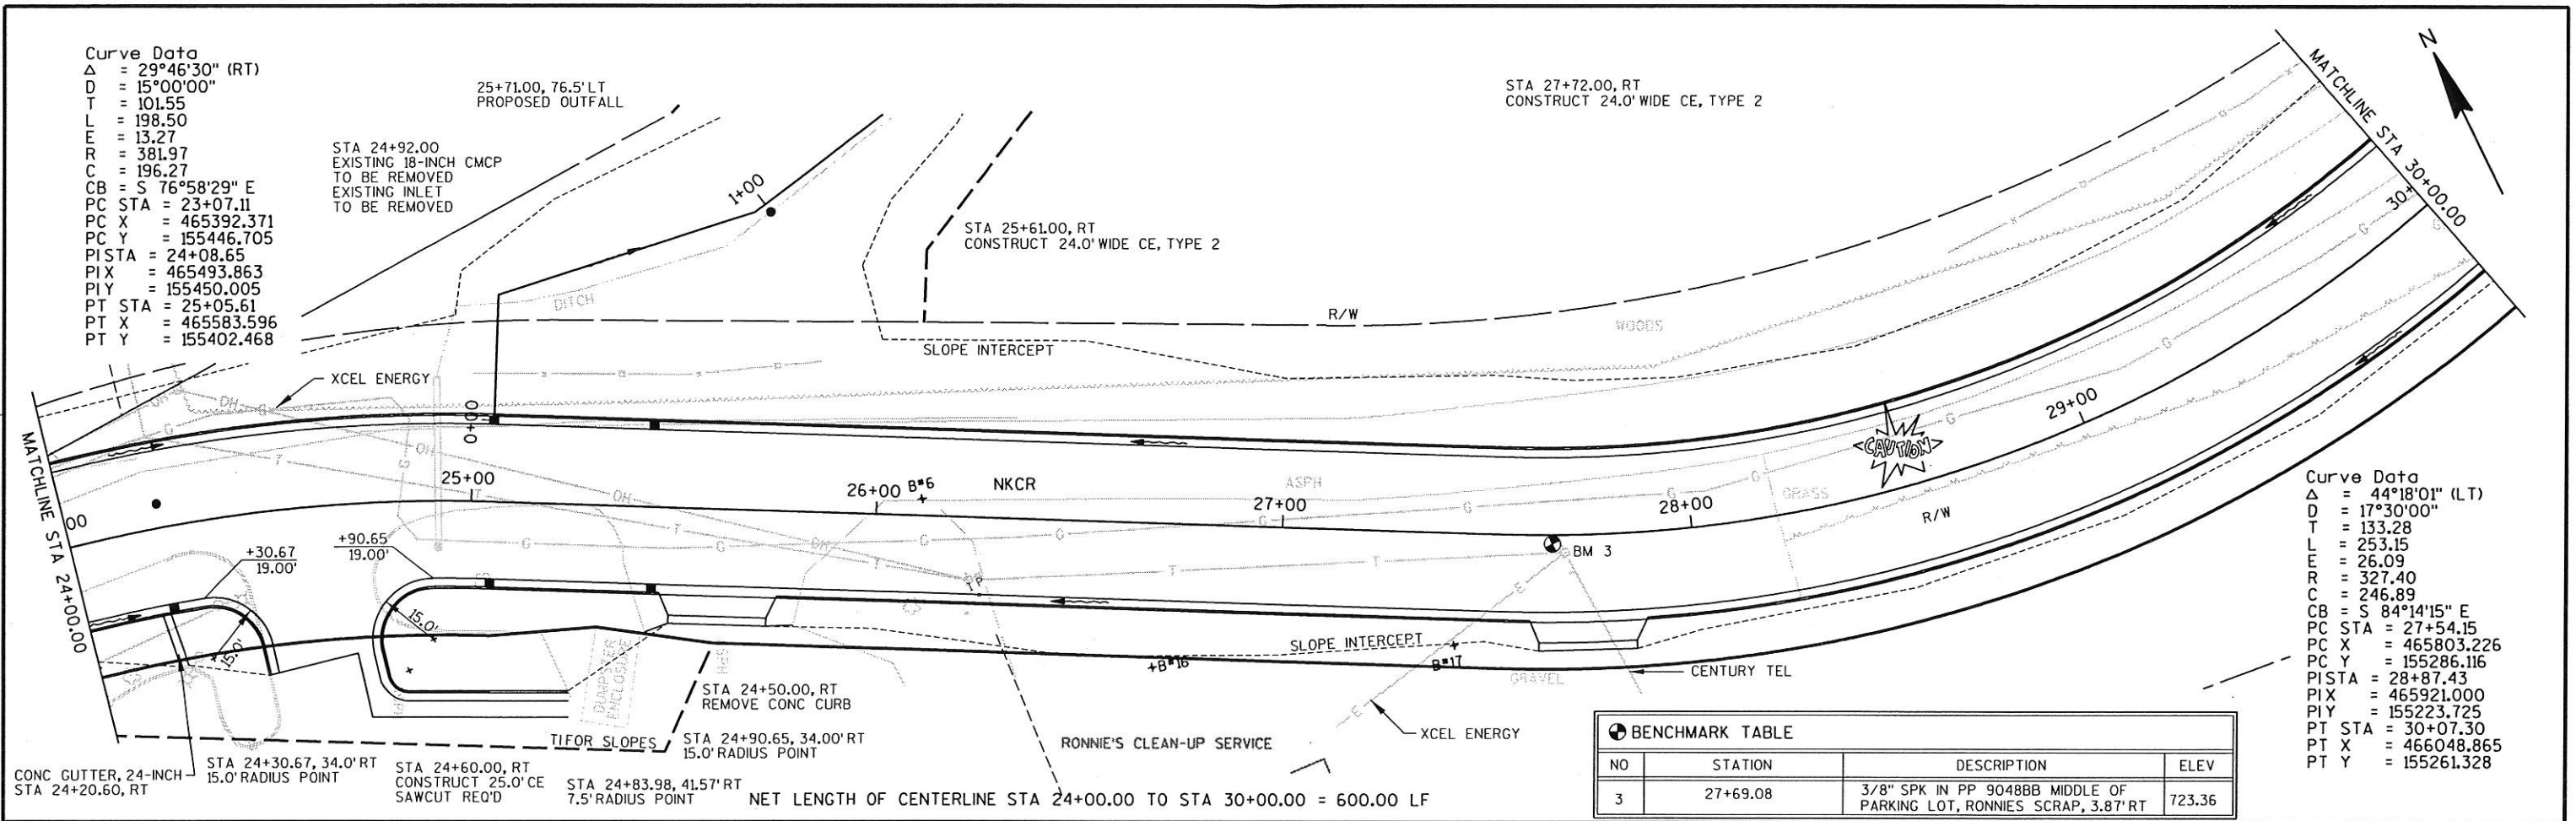 Curve Data
Δ = 29°46'30" (RT)
D = 15°00'00"
T = 101.55
L = 198.50
E = 13.27
R = 381.97
C = 196.27
CB = S 76°58'29" E
PC STA = 23+07.11
PC X = 465392.371
PC Y = 155446.705
PI STA = 24+08.65
PI X = 465493.863
PI Y = 155450.005
PT STA = 25+05.61
PT X = 465583.596
PT Y = 155402.468
25+71.00, 76.5' LT
PROPOSED OUTFALL
STA 24+92.00
EXISTING 18-INCH CMCP
TO BE REMOVED
EXISTING INLET
TO BE REMOVED
1+00
STA 25+61.00, RT
CONSTRUCT 24.0' WIDE CE, TYPE 2
STA 27+72.00, RT
CONSTRUCT 24.0' WIDE CE, TYPE 2
N
MATCHLINE STA 30+00.00
30+
DITCH
R/W
WOODS
SLOPE INTERCEPT
XCEL ENERGY
OH
G
0+00
T
OH
29+00
CAUTION
MATCHLINE STA 24+00.00
00
25+00
OH
26+00
B#6
NKCR
ASPH
27+00
28+00
GRASS
R/W
+30.67
19.00'
+90.65
19.00'
BM 3
15.0'
15.0'
SLOPE INTERCEPT
+B#16
B#17
GRAVEL
CENTURY TEL
DUMPSTER
ENCLOSURE
STA 24+50.00, RT
REMOVE CONC CURB
E
XCEL ENERGY
TI FOR SLOPES
STA 24+90.65, 34.00' RT
15.0' RADIUS POINT
RONNIE'S CLEAN-UP SERVICE
CONC GUTTER, 24-INCH
STA 24+20.60, RT
STA 24+30.67, 34.0' RT
15.0' RADIUS POINT
STA 24+60.00, RT
CONSTRUCT 25.0' CE
SAWCUT REQ'D
STA 24+83.98, 41.57' RT
7.5' RADIUS POINT
NET LENGTH OF CENTERLINE STA 24+00.00 TO STA 30+00.00 = 600.00 LF
BENCHMARK TABLE
NO STATION DESCRIPTION ELEV
3 27+69.08 3/8" SPK IN PP 9048BB MIDDLE OF PARKING LOT, RONNIES SCRAP, 3.87' RT 723.36
Curve Data
Δ = 44°18'01" (LT)
D = 17°30'00"
T = 133.28
L = 253.15
E = 26.09
R = 327.40
C = 246.89
CB = S 84°14'15" E
PC STA = 27+54.15
PC X = 465803.226
PC Y = 155286.116
PI STA = 28+87.43
PI X = 465921.000
PI Y = 155223.725
PT STA = 30+07.30
PT X = 466048.865
PT Y = 155261.328